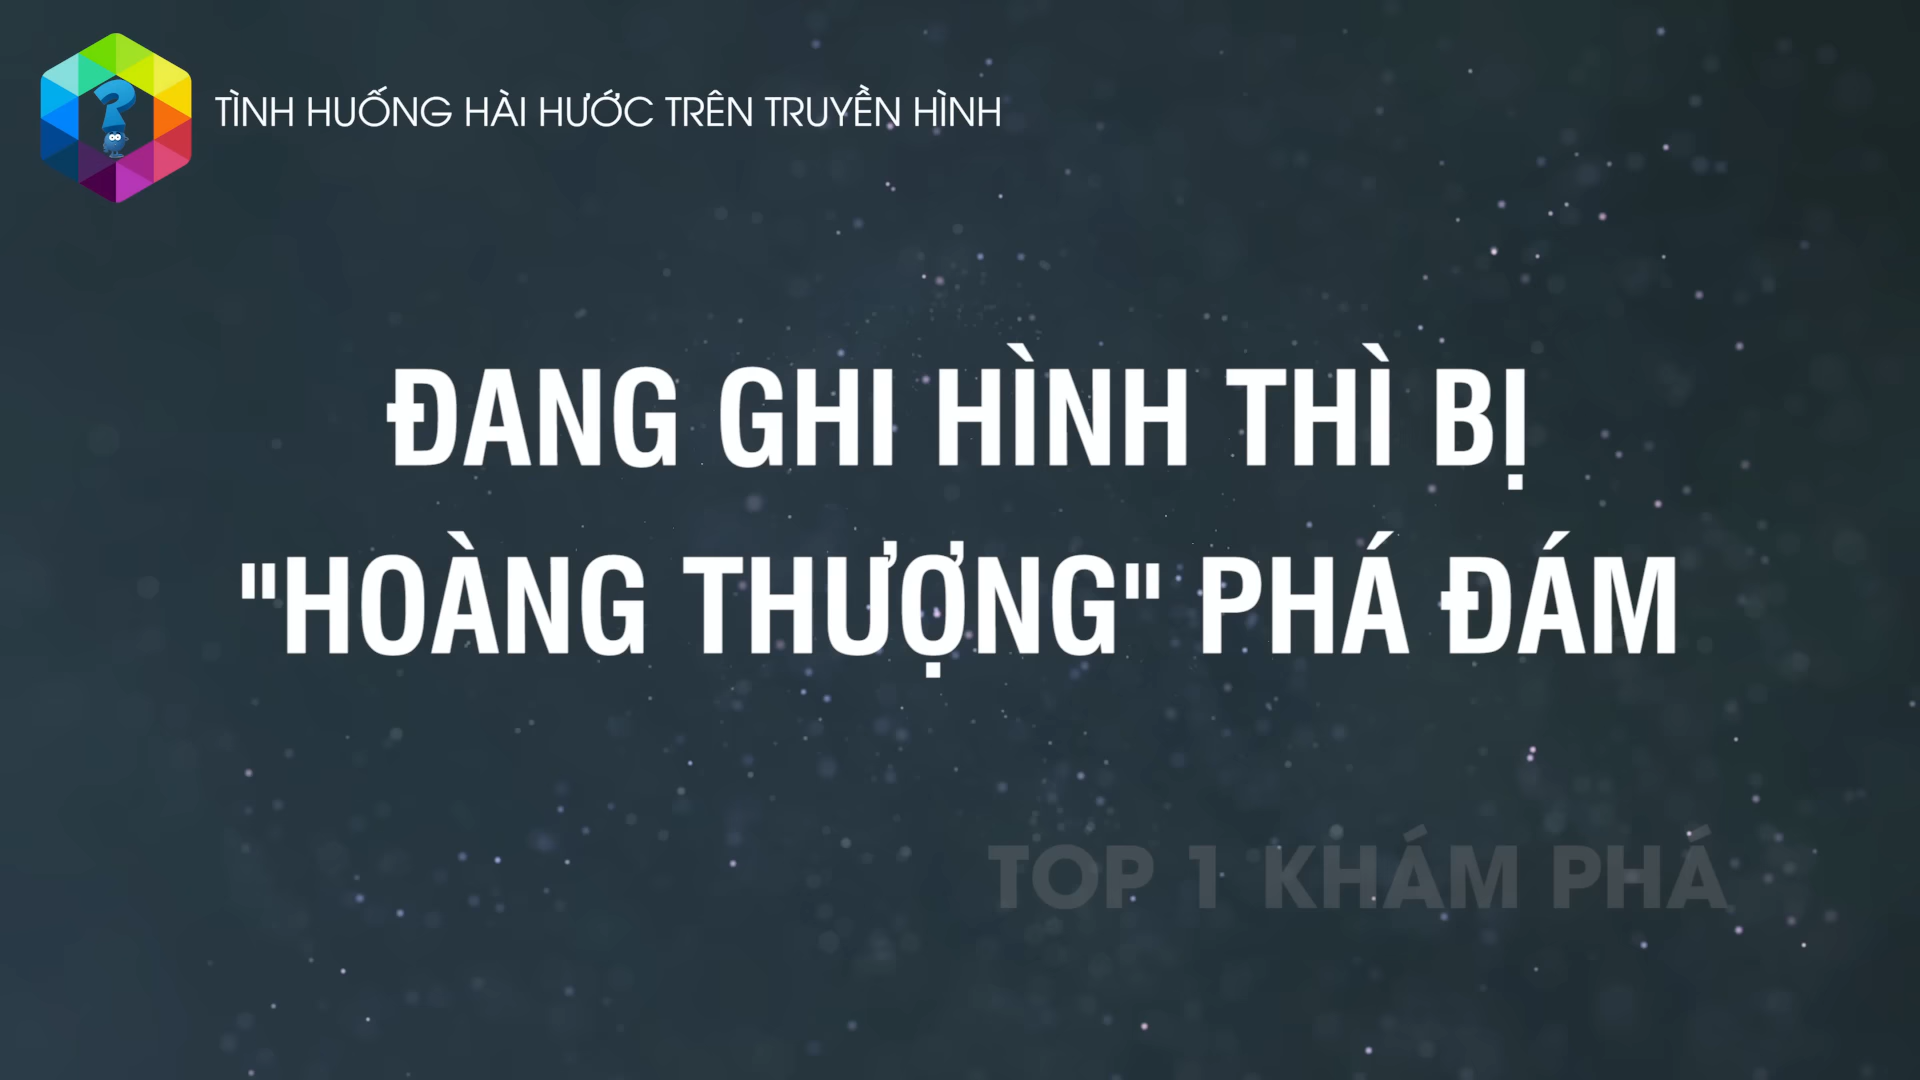 TÌNH HUỐNG HÀI HƯỚC TRÊN TRUYỀN HÌNH
ĐANG GHI HÌNH THÌ BỊ
"HOÀNG THƯỢNG" PHÁ ĐÁM
TOP 1 KHÁM PHÁ